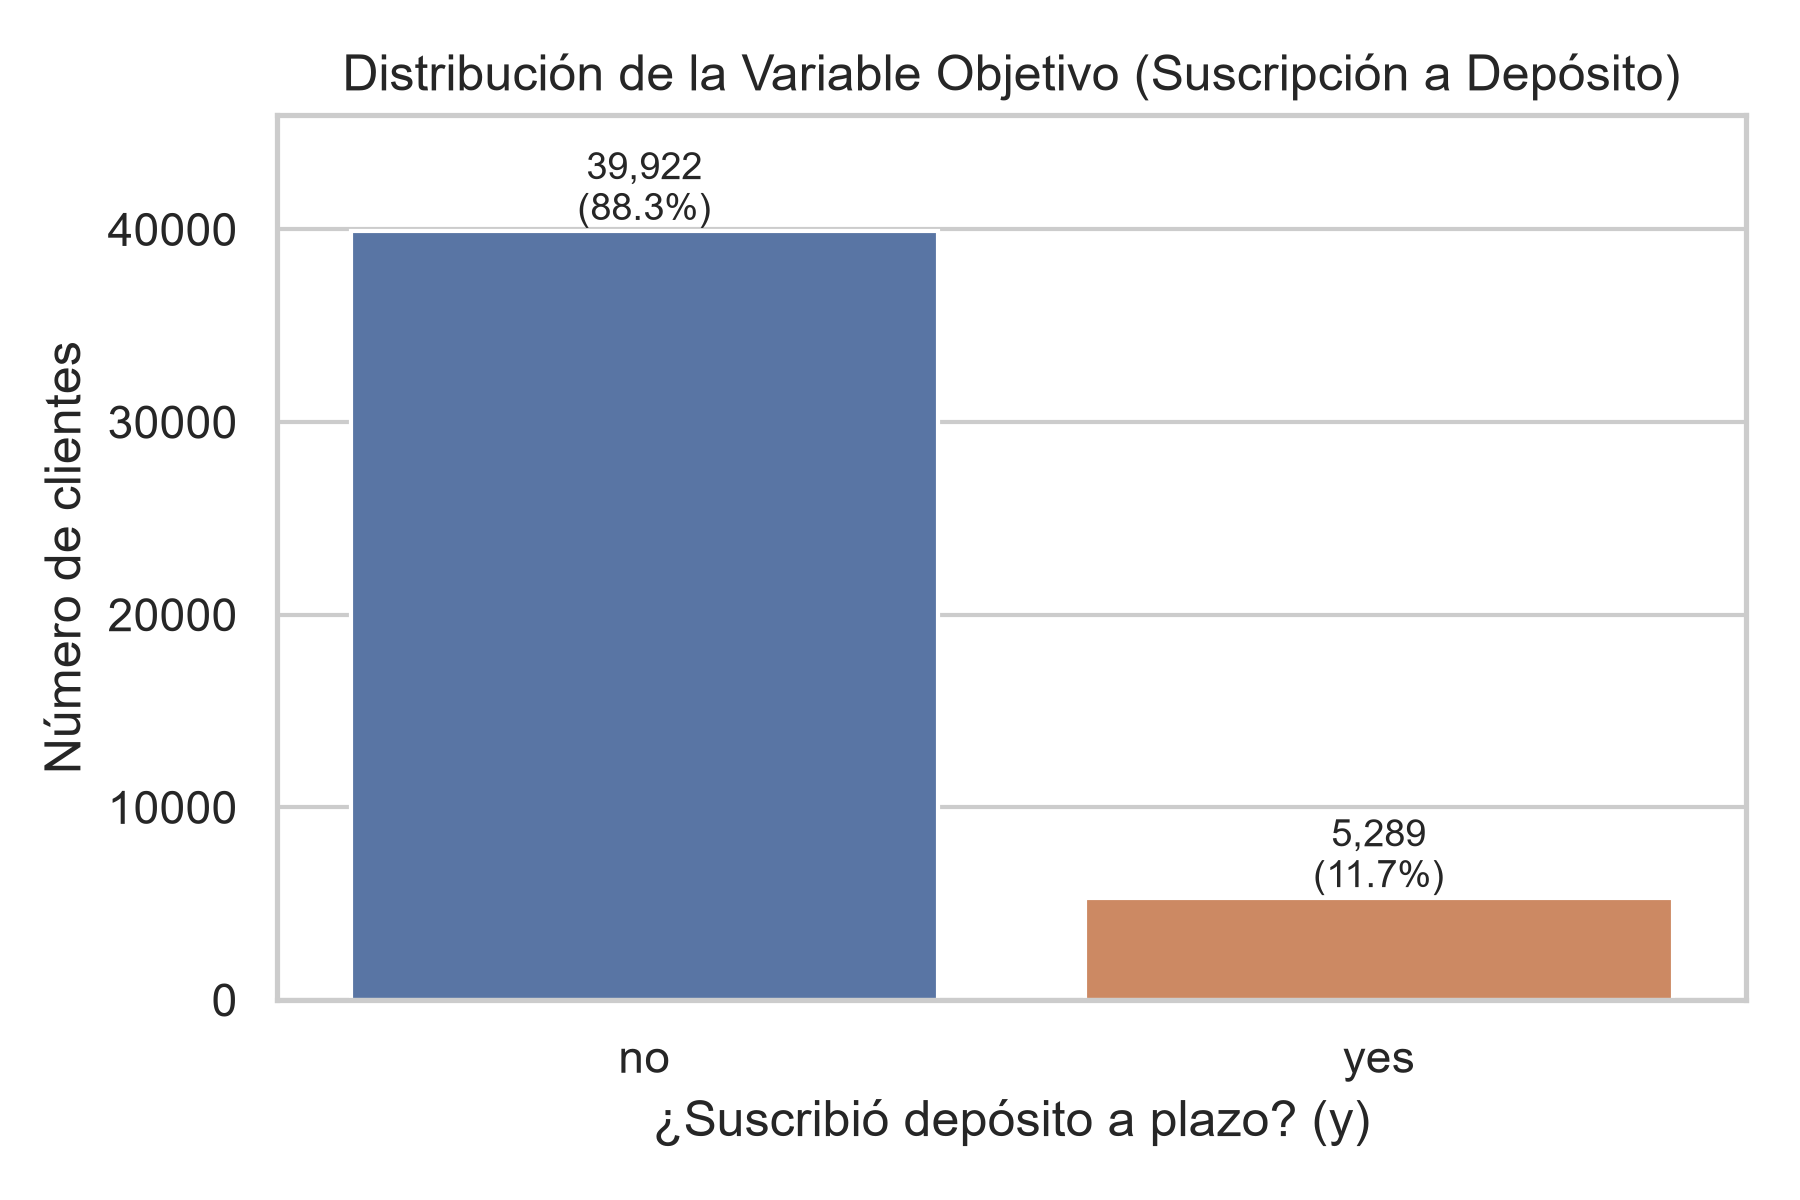 Distribución de la Variable Objetivo (Suscripción a Depósito)
39,922
(88.3%)
40000
30000
20000
10000
0
Número de clientes
5,289
(11.7%)
no
yes
¿Suscribió depósito a plazo? (y)